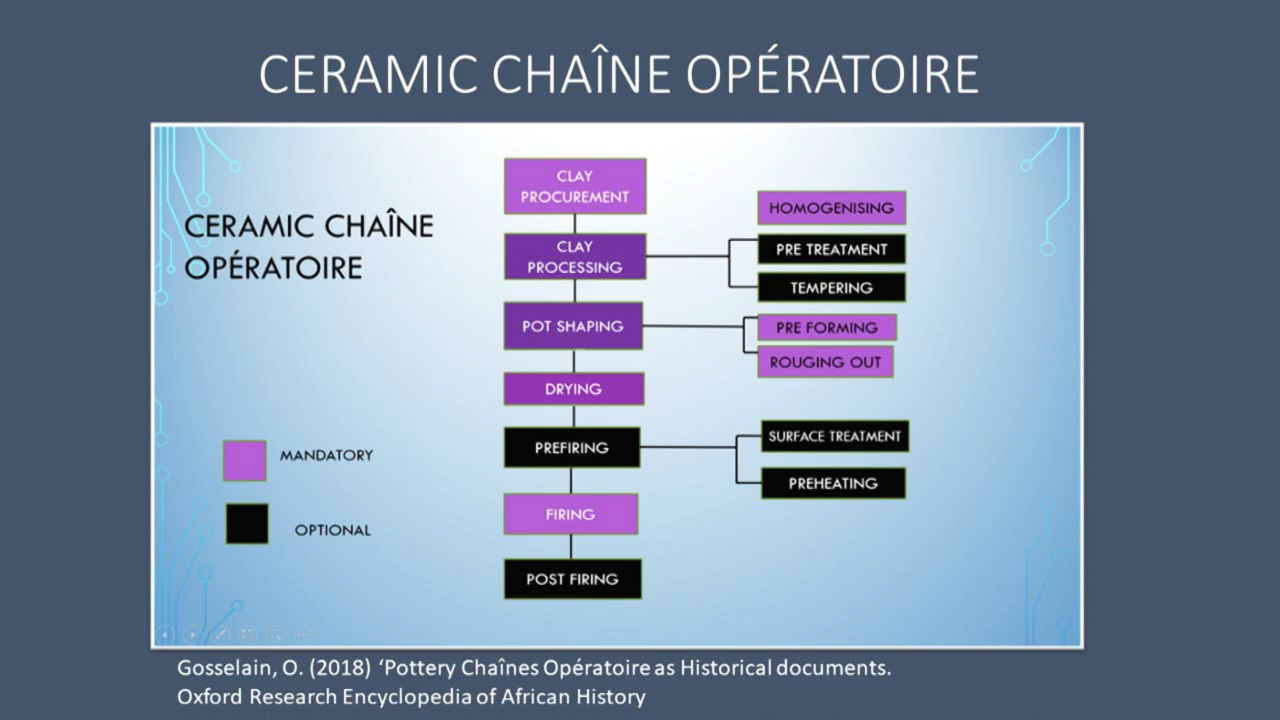 CERAMIC CHAÎNE OPÉRATOIRE
CERAMIC CHAÎNE
OPÉRATOIRE
CLAY
PROCUREMENT
CLAY
PROCESSING
HOMOGENISING
PRE TREATMENT
TEMPERING
POT SHAPING
PRE FORMING
ROUGING OUT
DRYING
PREFIRING
SURFACE TREATMENT
PREHEATING
FIRING
POST FIRING
MANDATORY
OPTIONAL
Gosselain, O. (2018) ‘Pottery Chaînes Opératoire as Historical documents.
Oxford Research Encyclopedia of African History